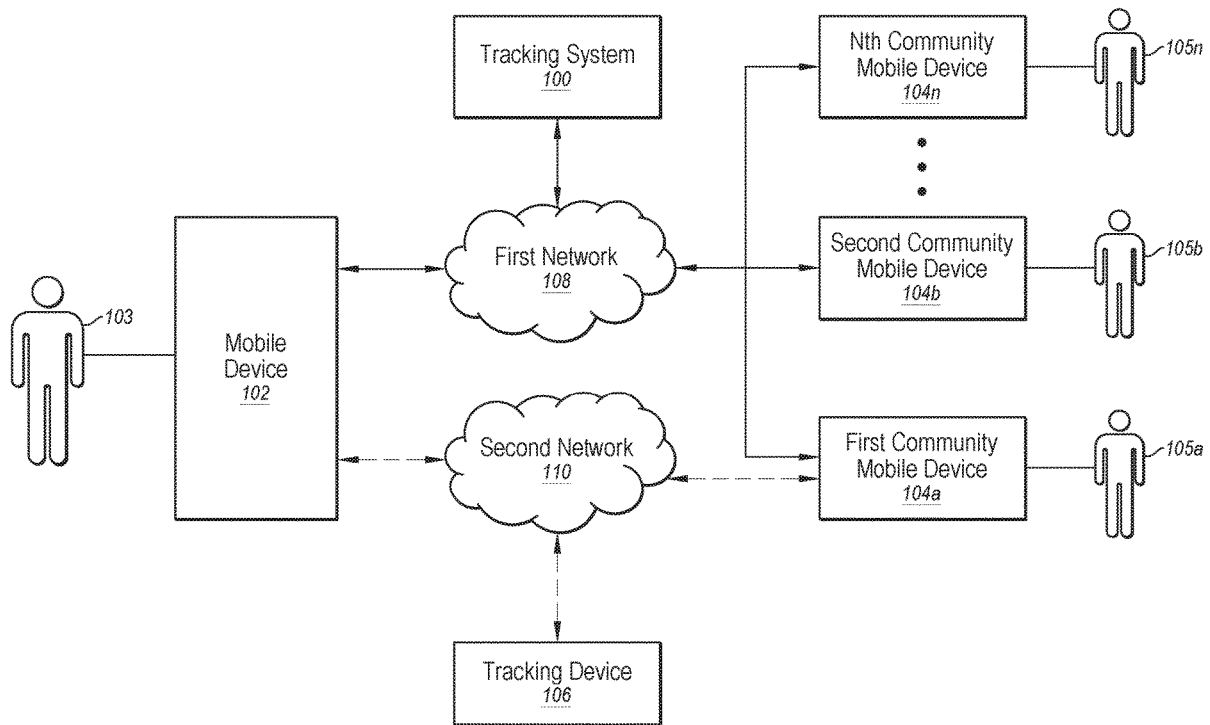 Tracking System
100
Nth Community
Mobile Device
104n
105n
First Network
108
Second Community
Mobile Device
104b
105b
103
Mobile
Device
102
Second Network
110
First Community
Mobile Device
104a
105a
Tracking Device
106